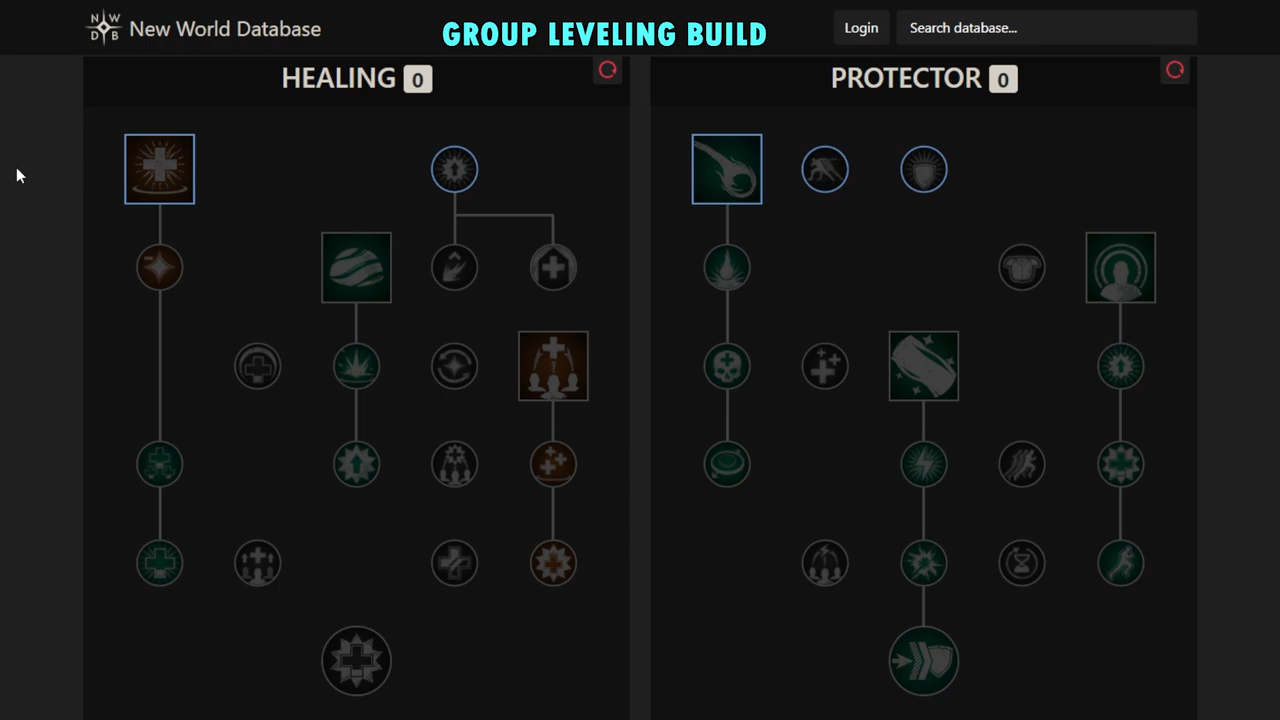 N W
D B
New World Database
GROUP LEVELING BUILD
Login
Search database...
HEALING 0
PROTECTOR 0